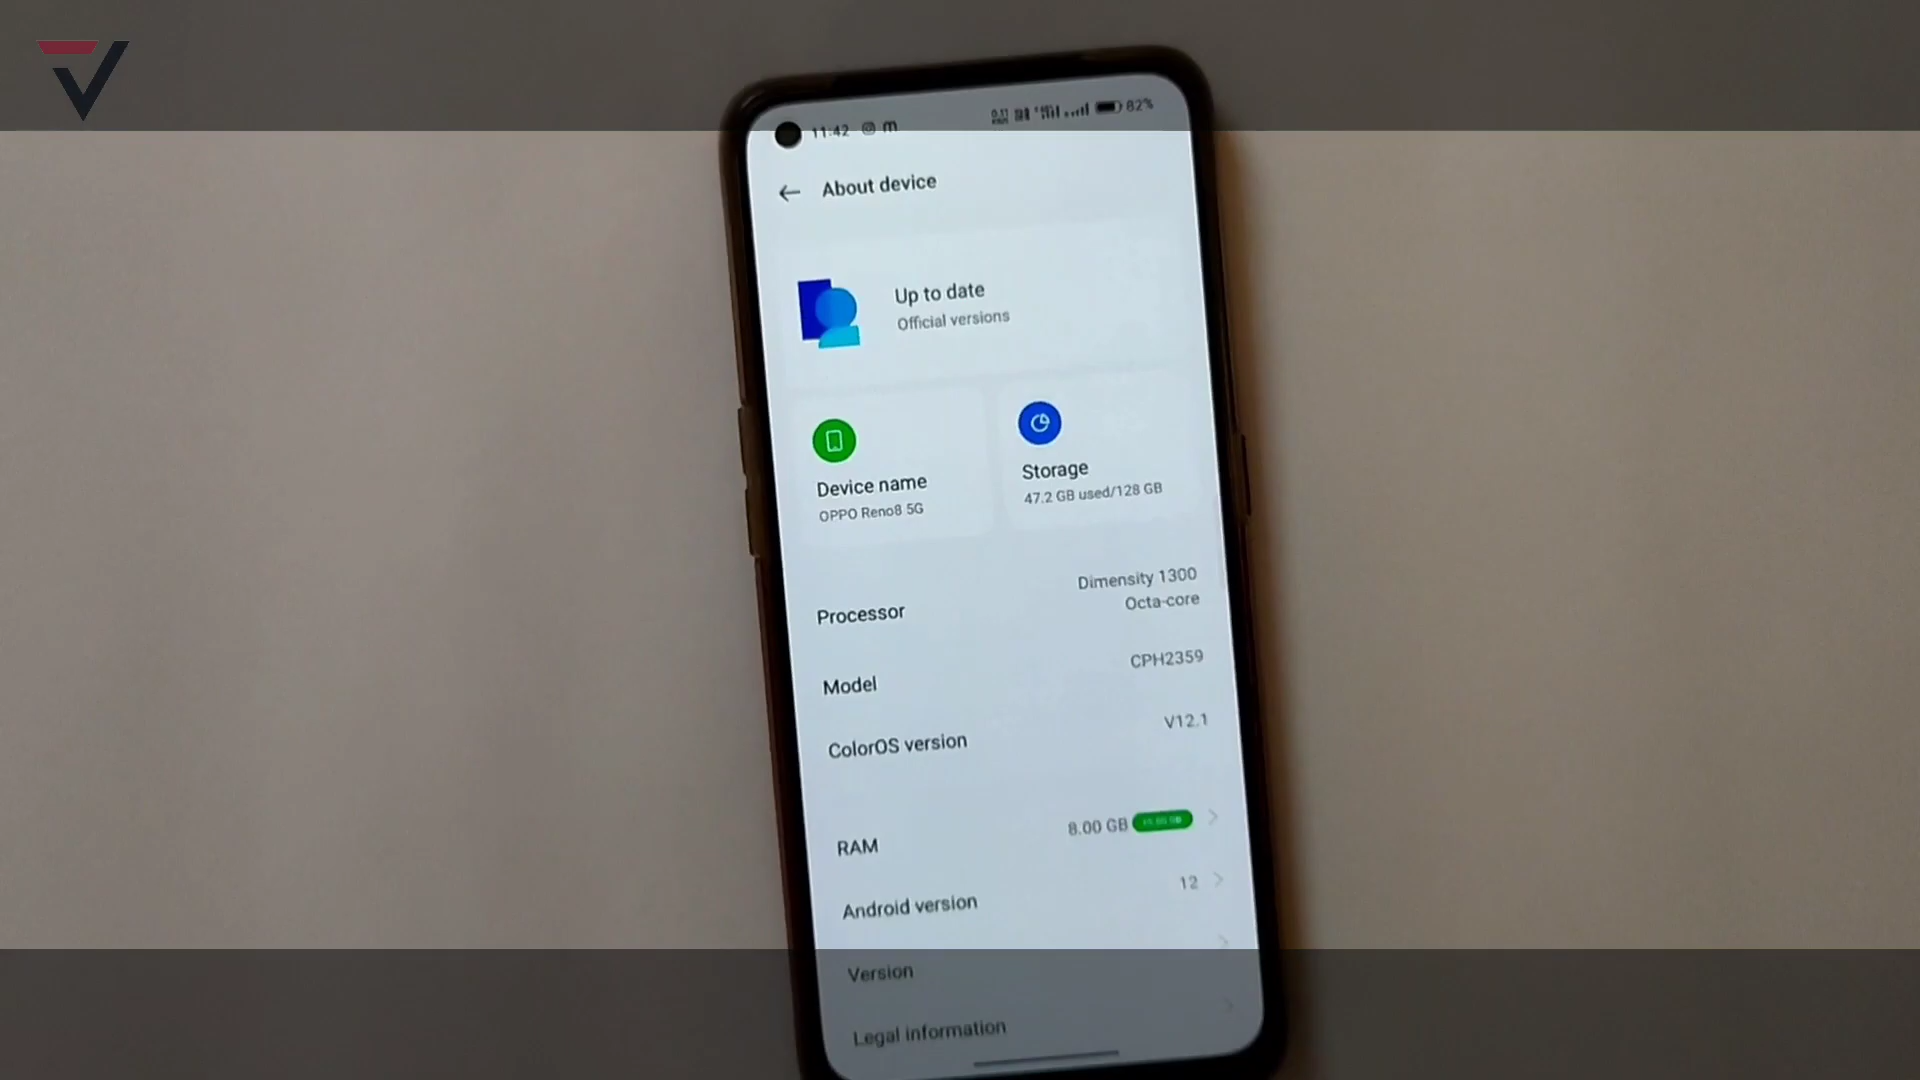 11:42
82%
About device
Up to date
Official versions
Device name
OPPO Reno8 5G
Storage
47.2 GB used/128 GB
Processor
Dimensity 1300
Octa-core
Model
CPH2359
ColorOS version
V12.1
RAM
8.00 GB
Android version
12
Version
Legal information